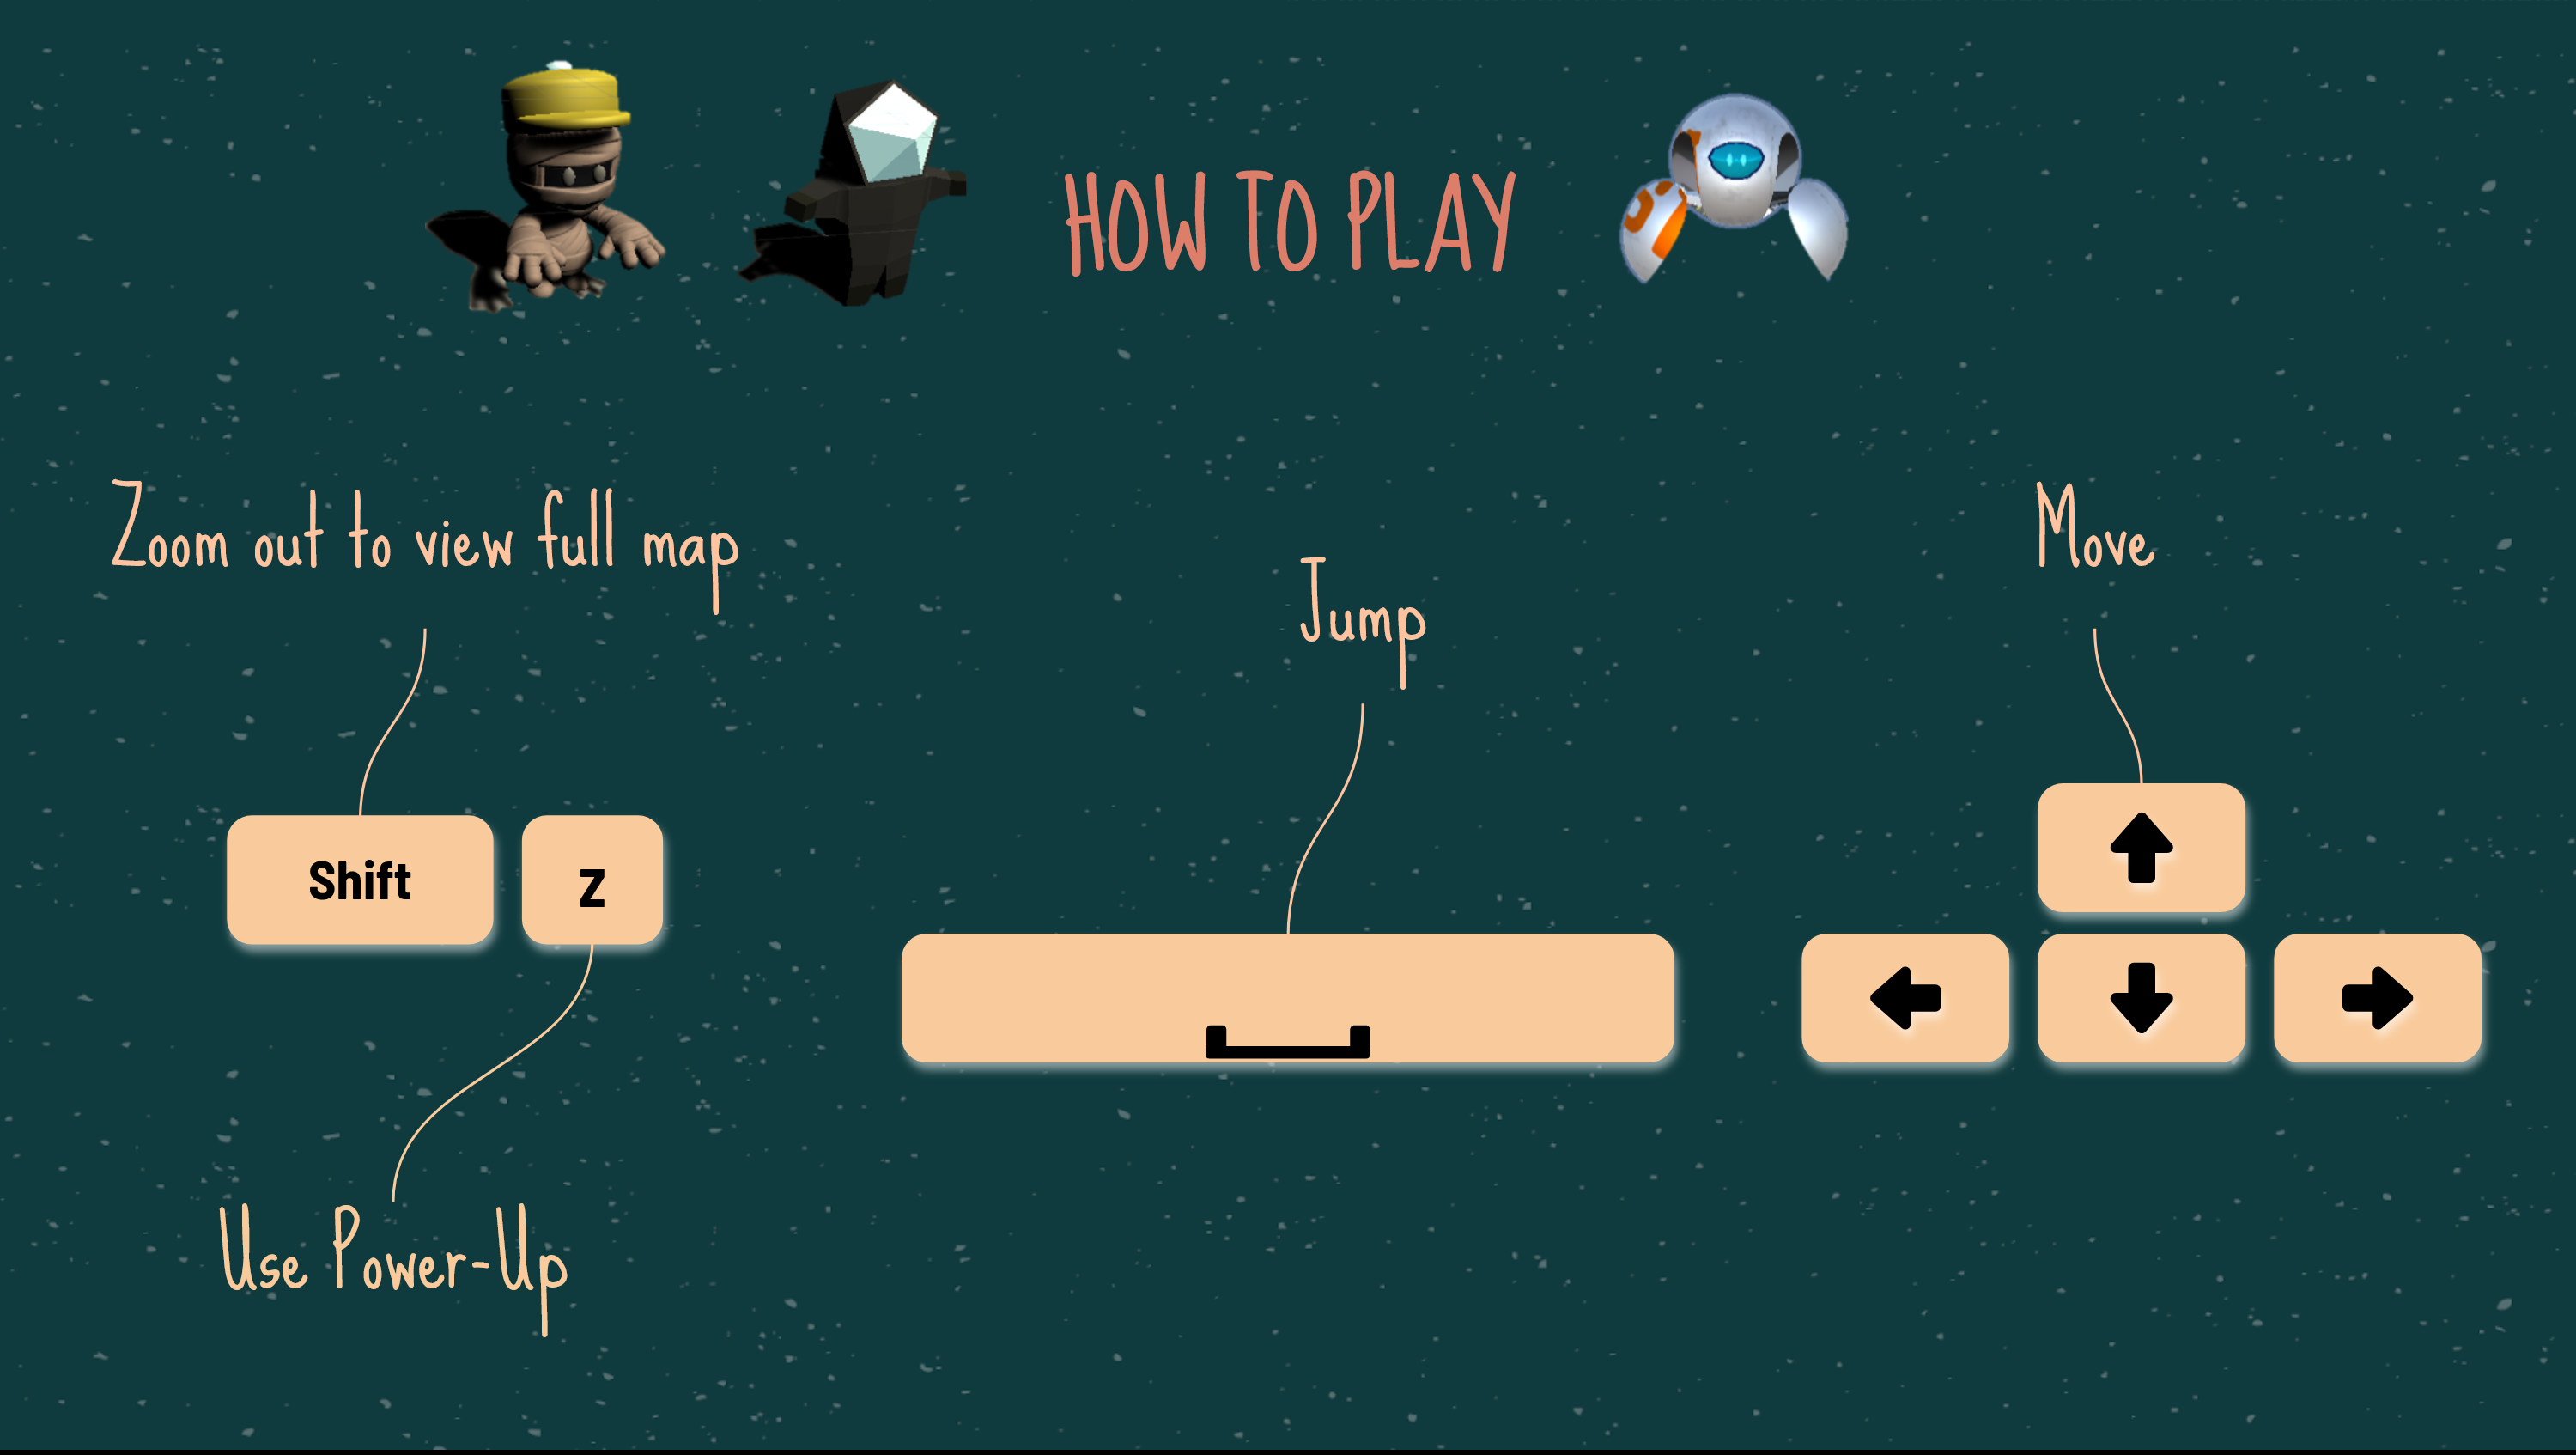 HOW TO PLAY
Zoom out to view full map
Jump
Move
Shift
z
Use Power-Up